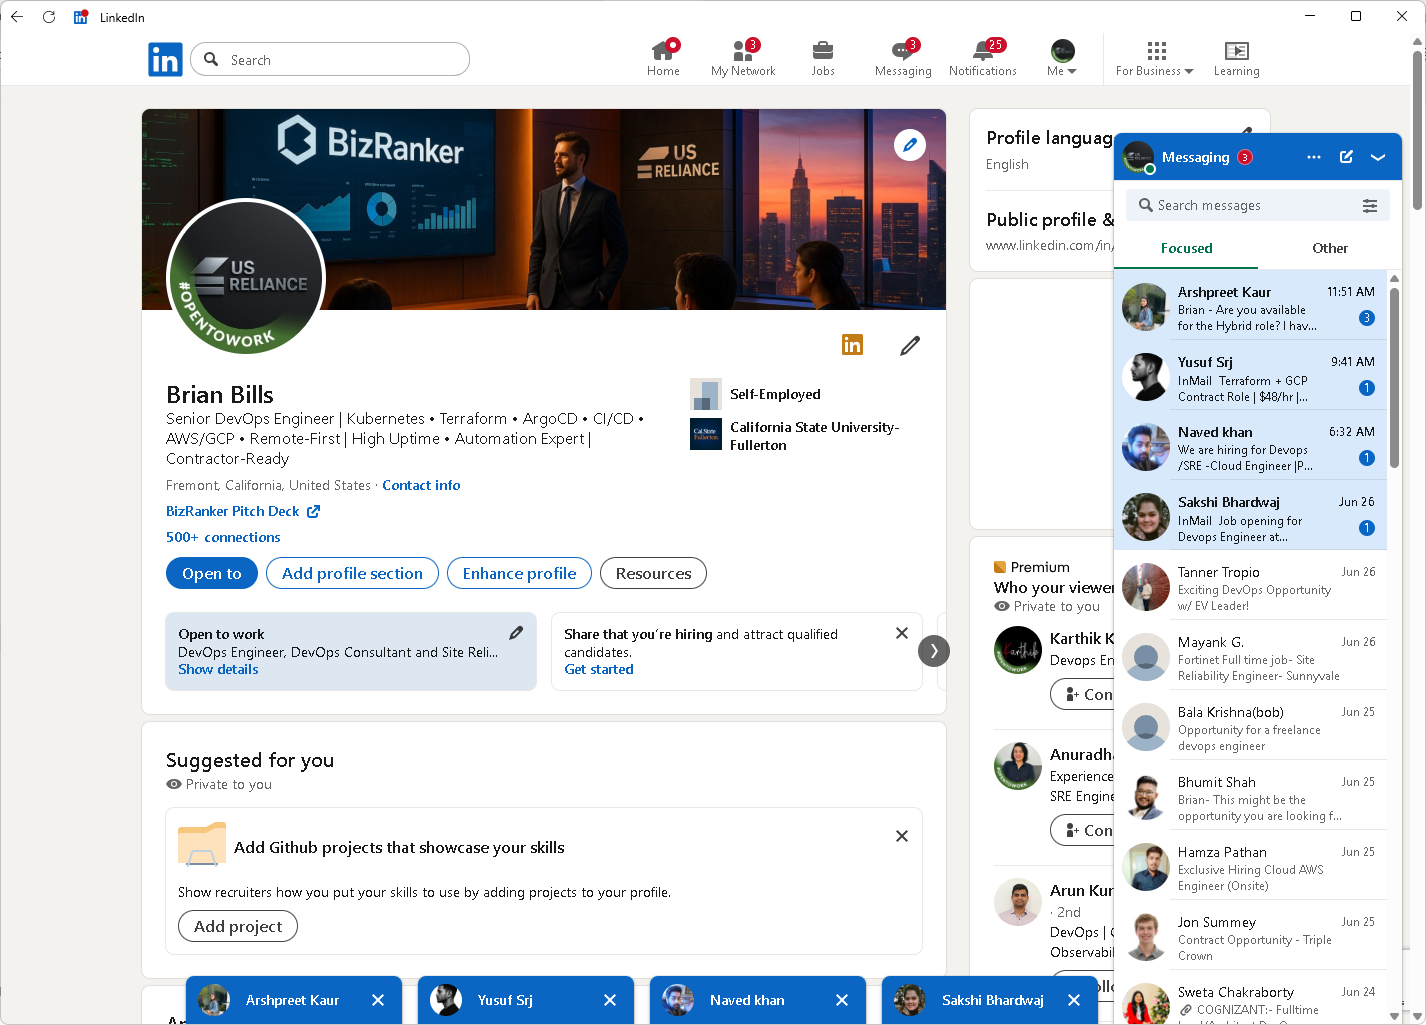 LinkedIn
in
Search
Home
3
My Network
Jobs
3
Messaging
25
Notifications
Me
For Business
Learning
BizRanker
US
RELIANCE
US
RELIANCE
#OPENTOWORK
in
Brian Bills
Senior DevOps Engineer | Kubernetes • Terraform • ArgoCD • CI/CD •
AWS/GCP • Remote-First | High Uptime • Automation Expert |
Contractor-Ready
Fremont, California, United States · Contact info
BizRanker Pitch Deck
500+ connections
Self-Employed
Cal State
Fullerton
California State University-
Fullerton
Open to
Add profile section
Enhance profile
Resources
Open to work
DevOps Engineer, DevOps Consultant and Site Reli...
Show details
Share that you're hiring and attract qualified
candidates.
Get started
Suggested for you
Private to you
Add Github projects that showcase your skills
Show recruiters how you put your skills to use by adding projects to your profile.
Add project
Profile languag
English
Public profile &
www.linkedin.com/in/
Premium
Who your viewer
Private to you
Karthik
Karthik K
Devops En
Con
Anuradha
Experience
SRE Engine
Con
Arun Kur
· 2nd
DevOps | C
Observabil
Messaging 3
Search messages
Focused
Other
Arshpreet Kaur 11:51 AM
Brian - Are you available
for the Hybrid role? I hav...
3
Yusuf Srj 9:41 AM
InMail Terraform + GCP
Contract Role | $48/hr |...
1
Naved khan 6:32 AM
We are hiring for Devops
/SRE -Cloud Engineer |P...
1
Sakshi Bhardwaj Jun 26
InMail Job opening for
Devops Engineer at...
1
Tanner Tropio Jun 26
Exciting DevOps Opportunity
w/ EV Leader!
Mayank G. Jun 26
Fortinet Full time job- Site
Reliability Engineer- Sunnyvale
Bala Krishna(bob) Jun 25
Opportunity for a freelance
devops engineer
Bhumit Shah Jun 25
Brian- This might be the
opportunity you are looking f...
Hamza Pathan Jun 25
Exclusive Hiring Cloud AWS
Engineer (Onsite)
Jon Summey Jun 25
Contract Opportunity - Triple
Crown
Sweta Chakraborty Jun 24
COGNIZANT:- Fulltime
Arshpreet Kaur
Yusuf Srj
Naved khan
Sakshi Bhardwaj